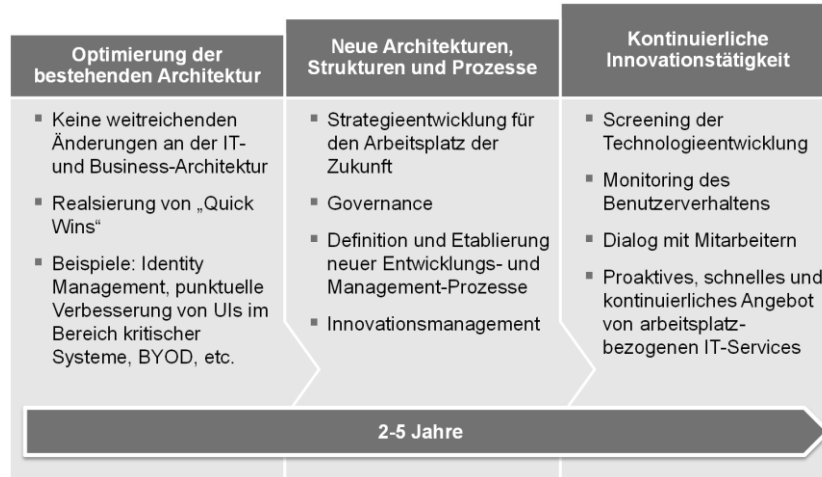 Optimierung der
bestehenden Architektur
▪ Keine weitreichenden
Änderungen an der IT-
und Business-Architektur
▪ Realsierung von „Quick
Wins“
▪ Beispiele: Identity
Management, punktuelle
Verbesserung von UIs im
Bereich kritischer
Systeme, BYOD, etc.
Neue Architekturen,
Strukturen und Prozesse
▪ Strategieentwicklung für
den Arbeitsplatz der
Zukunft
▪ Governance
▪ Definition und Etablierung
neuer Entwicklungs- und
Management-Prozesse
▪ Innovationsmanagement
Kontinuierliche
Innovationstätigkeit
▪ Screening der
Technologieentwicklung
▪ Monitoring des
Benutzerverhaltens
▪ Dialog mit Mitarbeitern
▪ Proaktives, schnelles und
kontinuierliches Angebot
von arbeitsplatz-
bezogenen IT-Services
2-5 Jahre